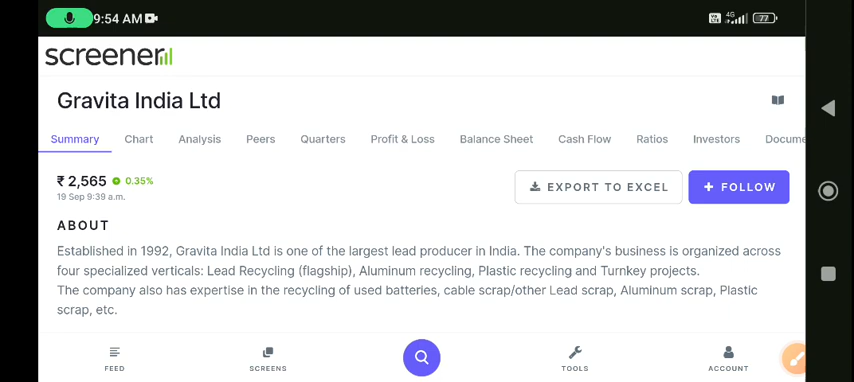 9:54 AM
4G
77
screener
Gravita India Ltd
Summary Chart Analysis Peers Quarters Profit & Loss Balance Sheet Cash Flow Ratios Investors Docume
₹ 2,565 0.35%
19 Sep 9:39 a.m.
EXPORT TO EXCEL
+ FOLLOW
ABOUT
Established in 1992, Gravita India Ltd is one of the largest lead producer in India. The company's business is organized across
four specialized verticals: Lead Recycling (flagship), Aluminum recycling, Plastic recycling and Turnkey projects.
The company also has expertise in the recycling of used batteries, cable scrap/other Lead scrap, Aluminum scrap, Plastic
scrap, etc.
FEED SCREENS TOOLS ACCOUNT